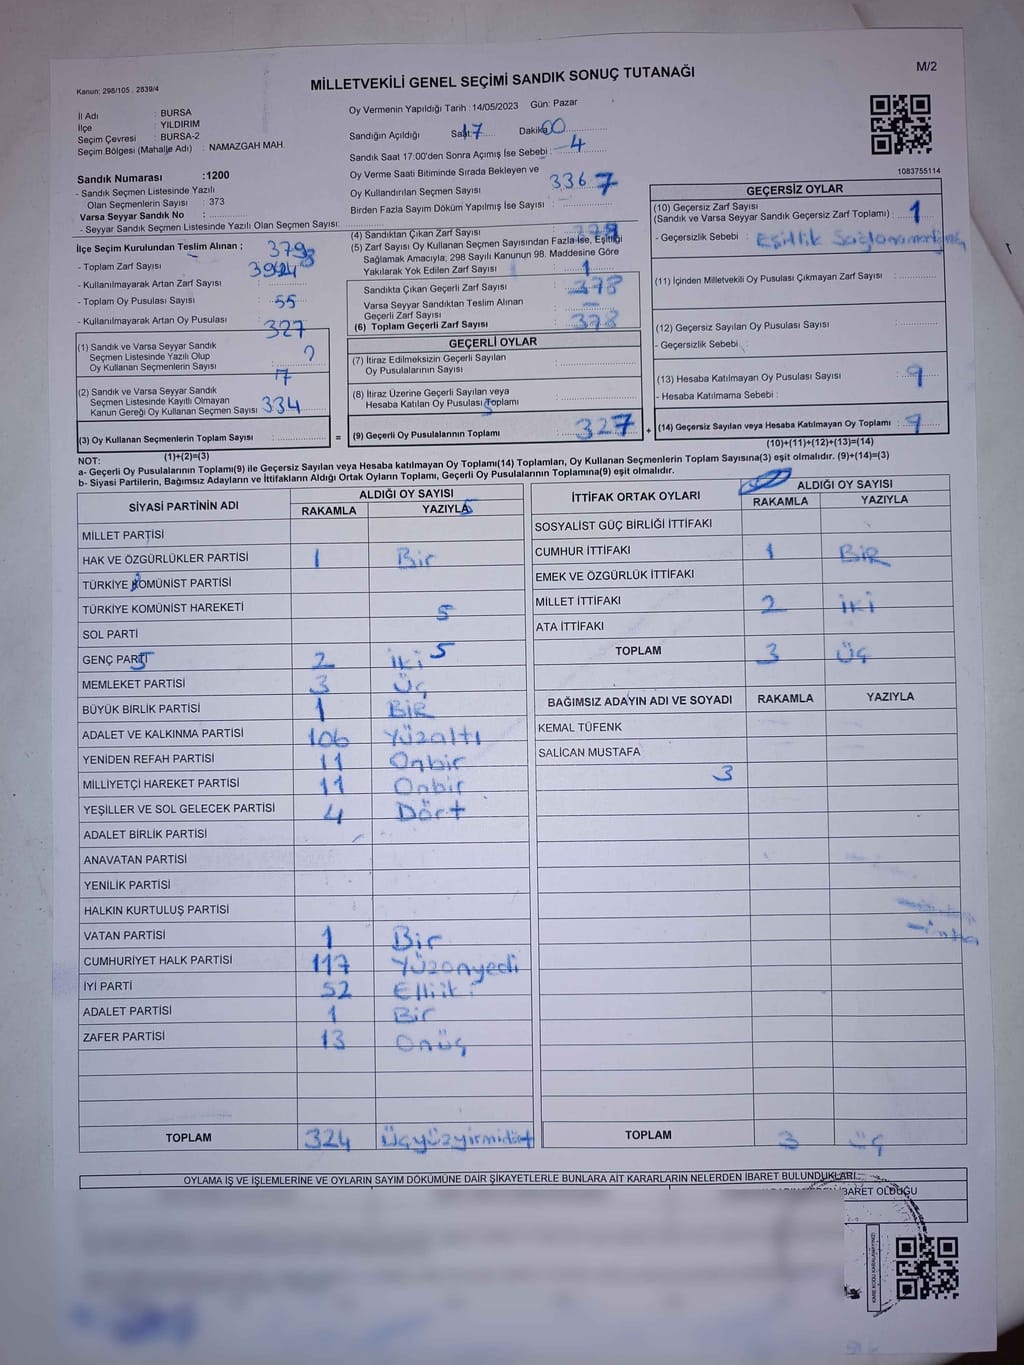 M/2
Kanun; 298/105 , 2839/4
MİLLETVEKİLİ GENEL SEÇİMİ SANDIK SONUÇ TUTANAĞI
İl Adı : BURSA
İlçe : YILDIRIM
Seçim Çevresi : BURSA-2
Seçim Bölgesi (Mahalle Adı) : NAMAZGAH MAH.
Sandık Numarası :1200
- Sandık Seçmen Listesinde Yazılı
Olan Seçmenlerin Sayısı : 373
Varsa Seyyar Sandık No :
- Seyyar Sandık Seçmen Listesinde Yazılı Olan Seçmen Sayısı:
Oy Vermenin Yapıldığı Tarih : 14/05/2023 Gün: Pazar
Sandığın Açıldığı Saat: 17 Dakika 00
Sandık Saat 17:00'den Sonra Açımış İse Sebebi : 4
Oy Verme Saati Bitiminde Sırada Bekleyen ve
Oy Kullandırılan Seçmen Sayısı : 336 7
Birden Fazla Sayım Döküm Yapılmış İse Sayısı :
1083755114
İlçe Seçim Kurulundan Teslim Alınan ;
- Toplam Zarf Sayısı
- Kullanılmayarak Artan Zarf Sayısı :
- Toplam Oy Pusulası Sayısı : 55
- Kullanılmayarak Artan Oy Pusulası 327
(1) Sandık ve Varsa Seyyar Sandık
Seçmen Listesinde Yazılı Olup
Oy Kullanan Seçmenlerin Sayısı
(2) Sandık ve Varsa Seyyar Sandık 7
Seçmen Listesinde Kayıtlı Olmayan
Kanun Gereği Oy Kullanan Seçmen Sayısı 334
(3) Oy Kullanan Seçmenlerin Toplam Sayısı :
(1)+(2)=(3)
(4) Sandıktan Çıkan Zarf Sayısı :
(5) Zarf Sayısı Oy Kullanan Seçmen Sayısından Fazla İse, Eşitliği
Sağlamak Amacıyla; 298 Sayılı Kanunun 98. Maddesine Göre
Yakılarak Yok Edilen Zarf Sayısı : 1
Sandıkta Çıkan Geçerli Zarf Sayısı : 378
Varsa Seyyar Sandıktan Teslim Alınan
Geçerli Zarf Sayısı :
(6) Toplam Geçerli Zarf Sayısı : 378
GEÇERLİ OYLAR
(7) İtiraz Edilmeksizin Geçerli Sayılan
Oy Pusulalarının Sayısı :
(8) İtiraz Üzerine Geçerli Sayılan veya
Hesaba Katılan Oy Pusulası Toplamı :
= (9) Geçerli Oy Pusulalarının Toplamı : 327
GEÇERSİZ OYLAR
(10) Geçersiz Zarf Sayısı
(Sandık ve Varsa Seyyar Sandık Geçersiz Zarf Toplamı) : 1
- Geçersizlik Sebebi : Eşitlik
(11) İçinden Milletvekili Oy Pusulası Çıkmayan Zarf Sayısı :
(12) Geçersiz Sayılan Oy Pusulası Sayısı :
- Geçersizlik Sebebi :
(13) Hesaba Katılmayan Oy Pusulası Sayısı : 9
- Hesaba Katılmama Sebebi :
+ (14) Geçersiz Sayılan veya Hesaba Katılmayan Oy Toplamı : 9
(10)+(11)+(12)+(13)=(14)
NOT:
a- Geçerli Oy Pusulalarının Toplamı(9) ile Geçersiz Sayılan veya Hesaba katılmayan Oy Toplamı(14) Toplamları, Oy Kullanan Seçmenlerin Toplam Sayısına(3) eşit olmalıdır. (9)+(14)=(3)
b- Siyasi Partilerin, Bağımsız Adayların ve İttifakların Aldığı Ortak Oyların Toplamı, Geçerli Oy Pusulalarının Toplamına(9) eşit olmalıdır.
SİYASİ PARTİNİN ADI ALDIĞI OY SAYISI
RAKAMLA YAZIYLA 5
MİLLET PARTİSİ
HAK VE ÖZGÜRLÜKLER PARTİSİ 1 Bir
TÜRKİYE KOMÜNİST PARTİSİ
TÜRKİYE KOMÜNİST HAREKETİ 5
SOL PARTİ
GENÇ PARTİ 5 2 iki 5
MEMLEKET PARTİSİ 3 Üç
BÜYÜK BİRLİK PARTİSİ 1 BİR
ADALET VE KALKINMA PARTİSİ 106 Yüzaltı
YENİDEN REFAH PARTİSİ 11 Onbir
MİLLİYETÇİ HAREKET PARTİSİ 11 Onbir
YEŞİLLER VE SOL GELECEK PARTİSİ 4 Dört
ADALET BİRLİK PARTİSİ
ANAVATAN PARTİSİ
YENİLİK PARTİSİ
HALKIN KURTULUŞ PARTİSİ
VATAN PARTİSİ 1 Bir
CUMHURİYET HALK PARTİSİ 117 Yüzonyedi
İYİ PARTİ 52 Elliiki
ADALET PARTİSİ 1 Bir
ZAFER PARTİSİ 13 Onüç
TOPLAM 324 Üçyüzyirmidört
İTTİFAK ORTAK OYLARI ALDIĞI OY SAYISI
RAKAMLA YAZIYLA
SOSYALİST GÜÇ BİRLİĞİ İTTİFAKI
CUMHUR İTTİFAKI 1 BİR
EMEK VE ÖZGÜRLÜK İTTİFAKI
MİLLET İTTİFAKI 2 İKİ
ATA İTTİFAKI
TOPLAM 3 Üç
BAĞIMSIZ ADAYIN ADI VE SOYADI RAKAMLA YAZIYLA
KEMAL TÜFENK
SALİCAN MUSTAFA
3
TOPLAM 3 Üç
OYLAMA İŞ VE İŞLEMLERİNE VE OYLARIN SAYIM DÖKÜMÜNE DAİR ŞİKAYETLERLE BUNLARA AİT KARARLARIN NELERDEN İBARET BULUNDUKLARI
BARET OLDUĞU